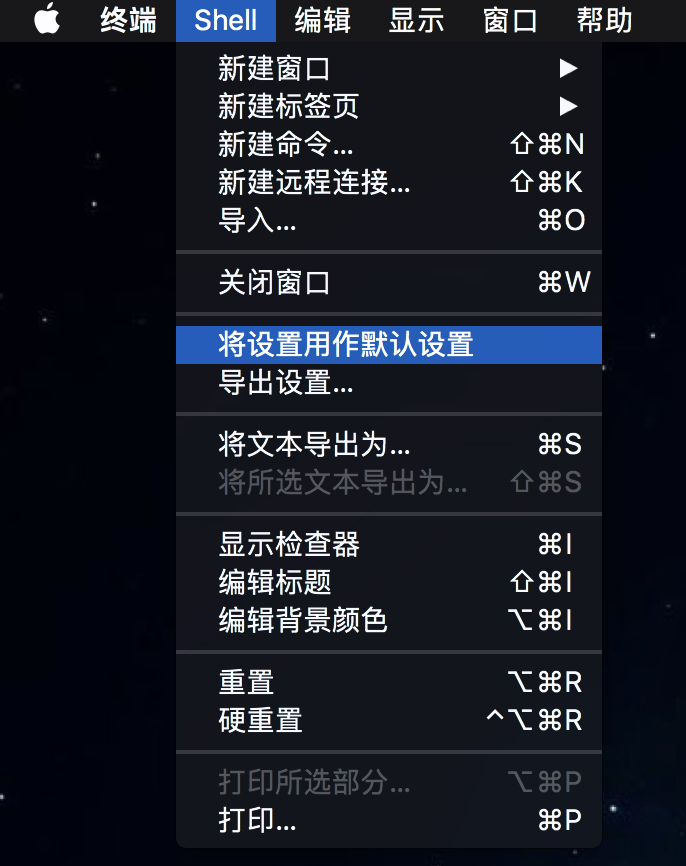 终端 Shell 编辑 显示 窗口 帮助
新建窗口 ▶
新建标签页 ▶
新建命令... ⇧⌘N
新建远程连接... ⇧⌘K
导入... ⌘O
关闭窗口 ⌘W
将设置用作默认设置
导出设置...
将文本导出为... ⌘S
将所选文本导出为... ⇧⌘S
显示检查器 ⌘I
编辑标题 ⇧⌘I
编辑背景颜色 ⌥⌘I
重置 ⌥⌘R
硬重置 ^⌥⌘R
打印所选部分... ⌥⌘P
打印... ⌘P